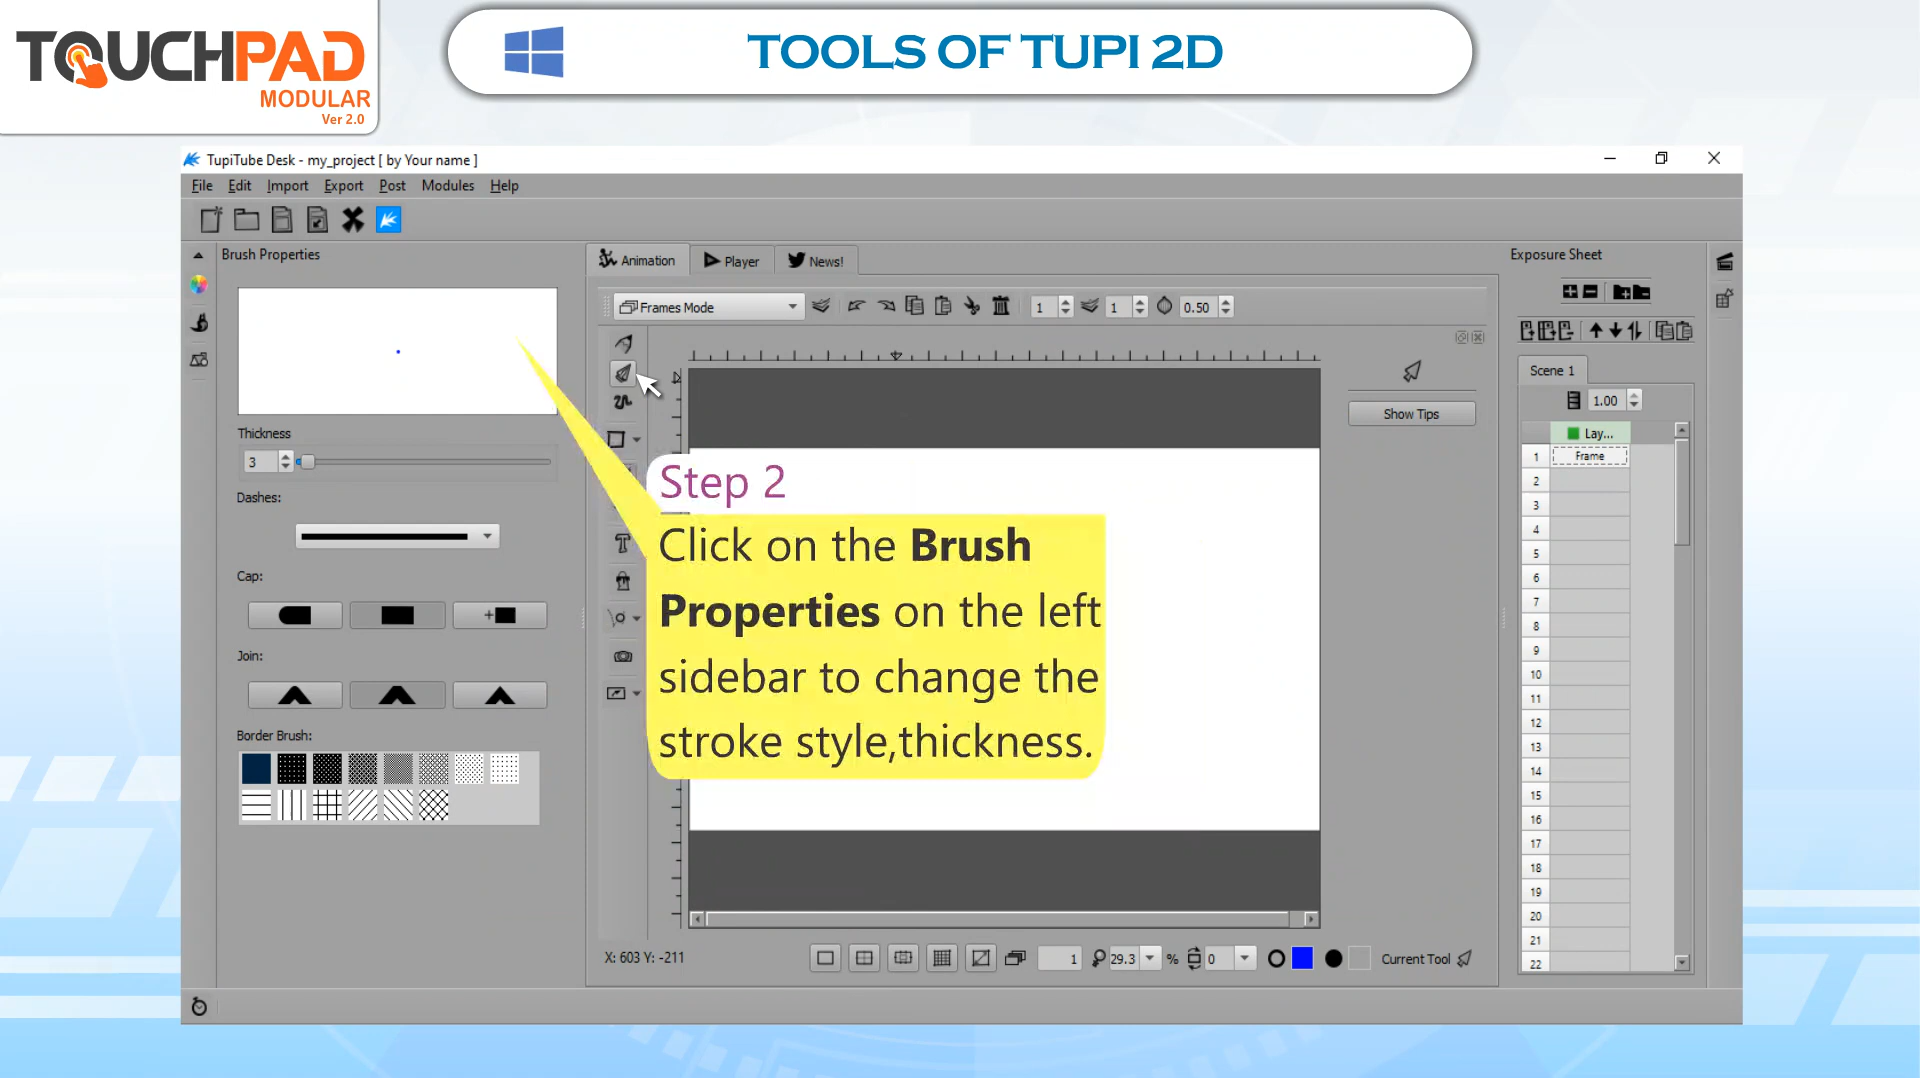 TOUCHPAD
MODULAR
Ver 2.0
TOOLS OF TUPI 2D
TupiTube Desk - my_project [ by Your name ]
File Edit Import Export Post Modules Help
Brush Properties
Animation Player News!
Exposure Sheet
Frames Mode
1 1 0.50
Scene 1
Show Tips
1.00
Thickness
3
Lay...
Frame
Dashes:
Cap:
Join:
Border Brush:
Step 2
Click on the Brush
Properties on the left
sidebar to change the
stroke style,thickness.
1
2
3
4
5
6
7
8
9
10
11
12
13
14
15
16
17
18
19
20
21
22
X: 603 Y: -211
1 29.3 % 0 Current Tool